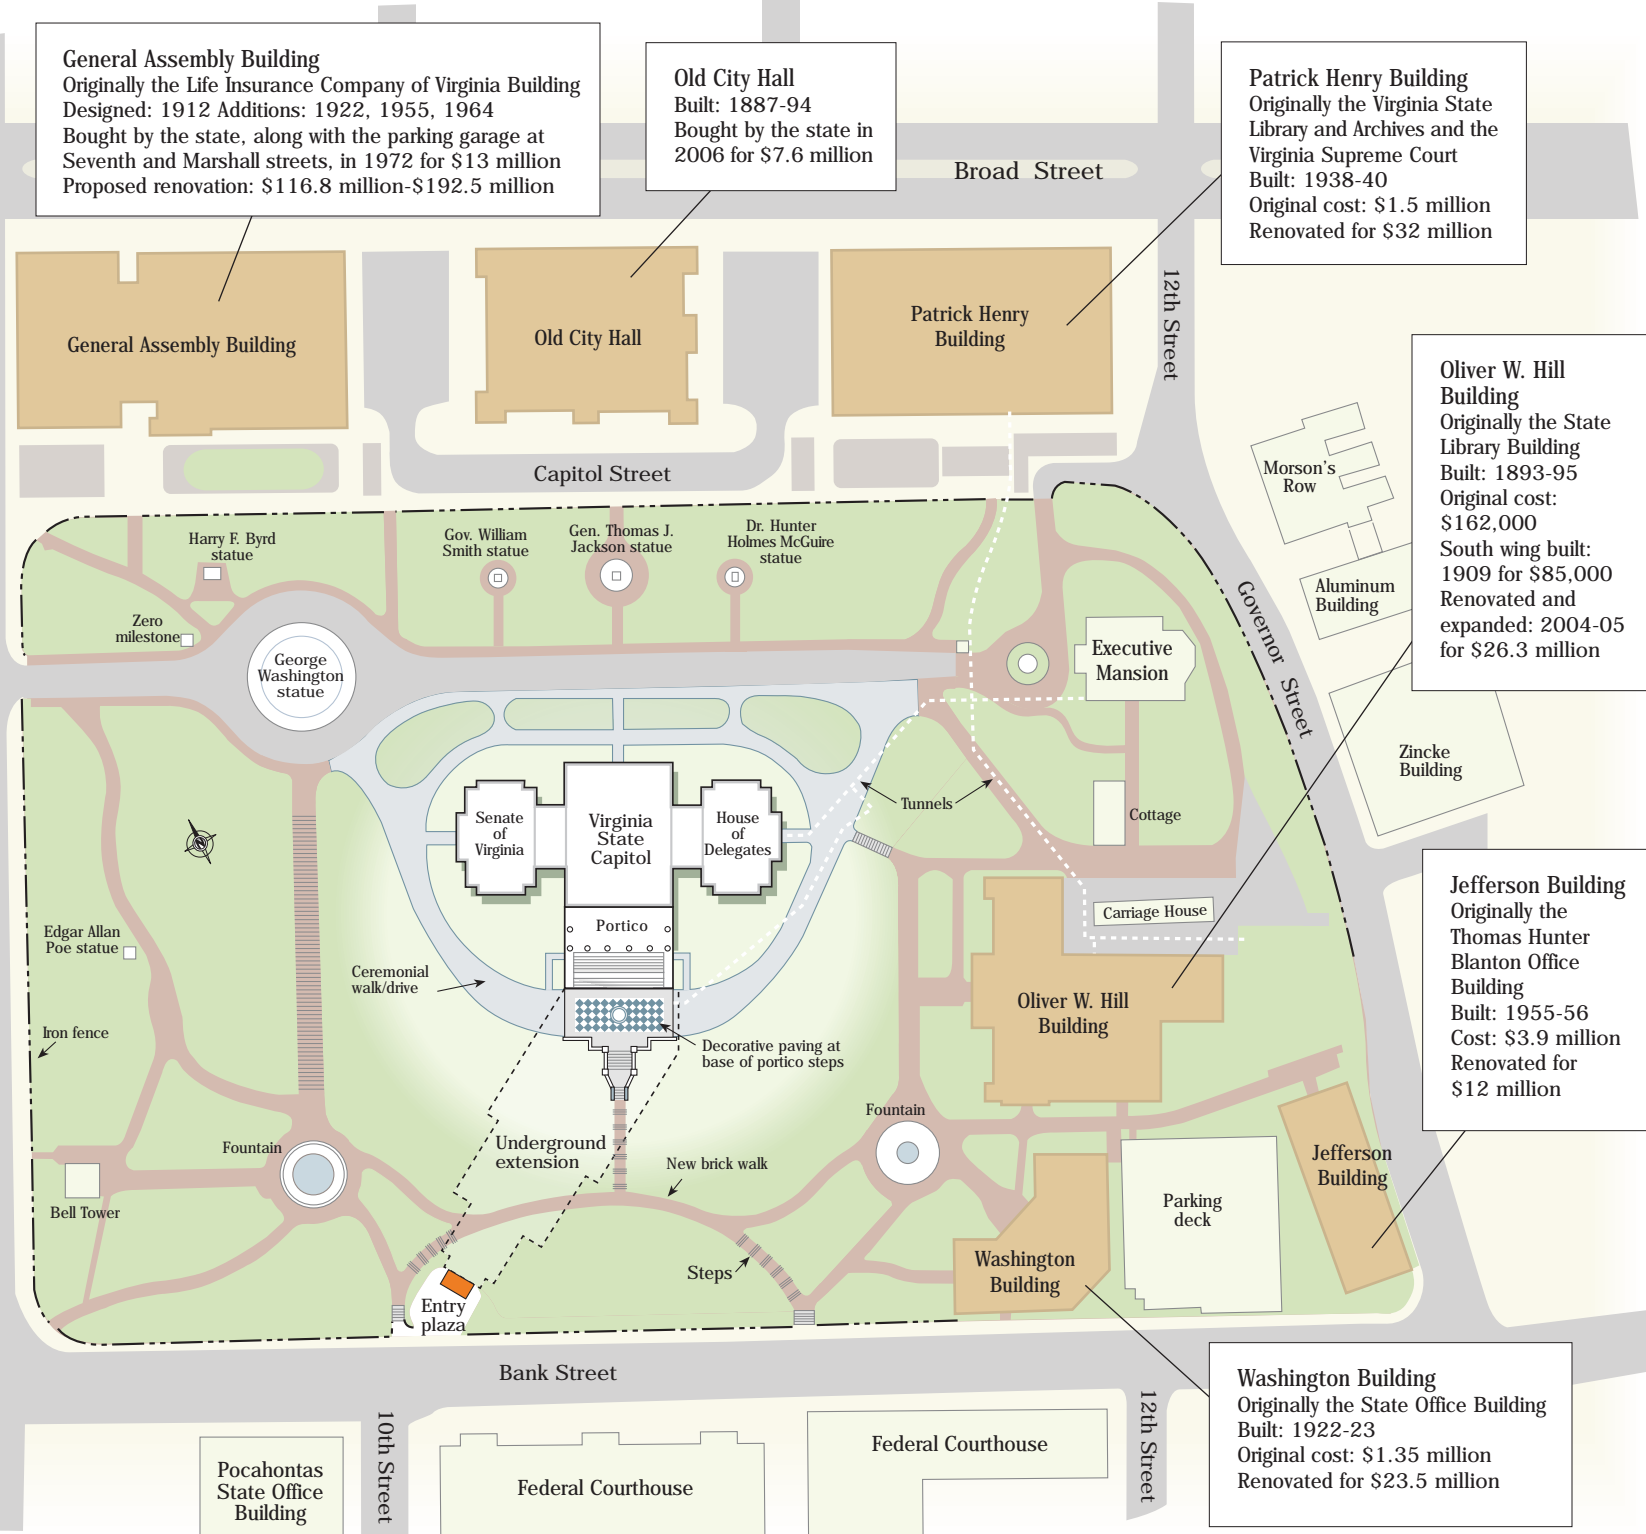 General Assembly Building
Originally the Life Insurance Company of Virginia Building
Designed: 1912 Additions: 1922, 1955, 1964
Bought by the state, along with the parking garage at
Seventh and Marshall streets, in 1972 for $13 million
Proposed renovation: $116.8 million-$192.5 million
Old City Hall
Built: 1887-94
Bought by the state in
2006 for $7.6 million
Patrick Henry Building
Originally the Virginia State
Library and Archives and the
Virginia Supreme Court
Built: 1938-40
Original cost: $1.5 million
Renovated for $32 million
Broad Street
General Assembly Building
Old City Hall
Patrick Henry
Building
12th Street
Oliver W. Hill
Building
Originally the State
Library Building
Built: 1893-95
Original cost:
$162,000
South wing built:
1909 for $85,000
Renovated and
expanded: 2004-05
for $26.3 million
Capitol Street
Morson's
Row
Aluminum
Building
Governor Street
Zincke
Building
Harry F. Byrd
statue
Gov. William
Smith statue
Gen. Thomas J.
Jackson statue
Dr. Hunter
Holmes McGuire
statue
Zero
milestone
George
Washington
statue
Executive
Mansion
Tunnels
Cottage
Senate
of
Virginia
Virginia
State
Capitol
House
of
Delegates
N
Portico
Carriage House
Edgar Allan
Poe statue
Ceremonial
walk/drive
Iron fence
Oliver W. Hill
Building
Decorative paving at
base of portico steps
Jefferson Building
Originally the
Thomas Hunter
Blanton Office
Building
Built: 1955-56
Cost: $3.9 million
Renovated for
$12 million
Fountain
Fountain
Underground
extension
New brick walk
Bell Tower
Jefferson
Building
Parking
deck
Washington
Building
Steps
Entry
plaza
Bank Street
Washington Building
Originally the State Office Building
Built: 1922-23
Original cost: $1.35 million
Renovated for $23.5 million
10th Street
12th Street
Pocahontas
State Office
Building
Federal Courthouse
Federal Courthouse